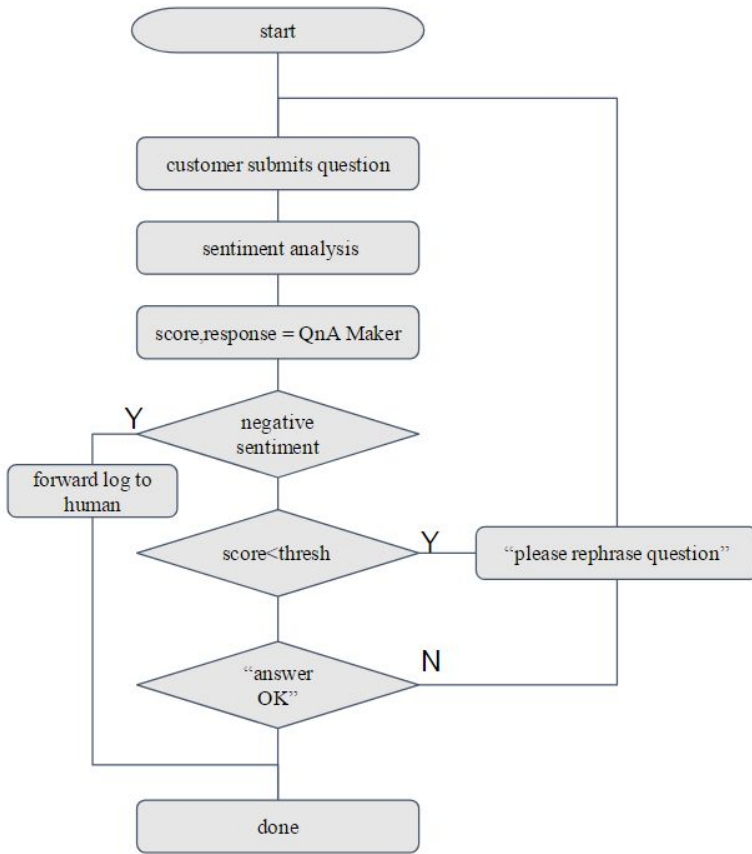 start
customer submits question
sentiment analysis
score,response = QnA Maker
Y
negative
sentiment
forward log to
human
score<thresh
Y
“please rephrase question”
“answer
OK”
N
done